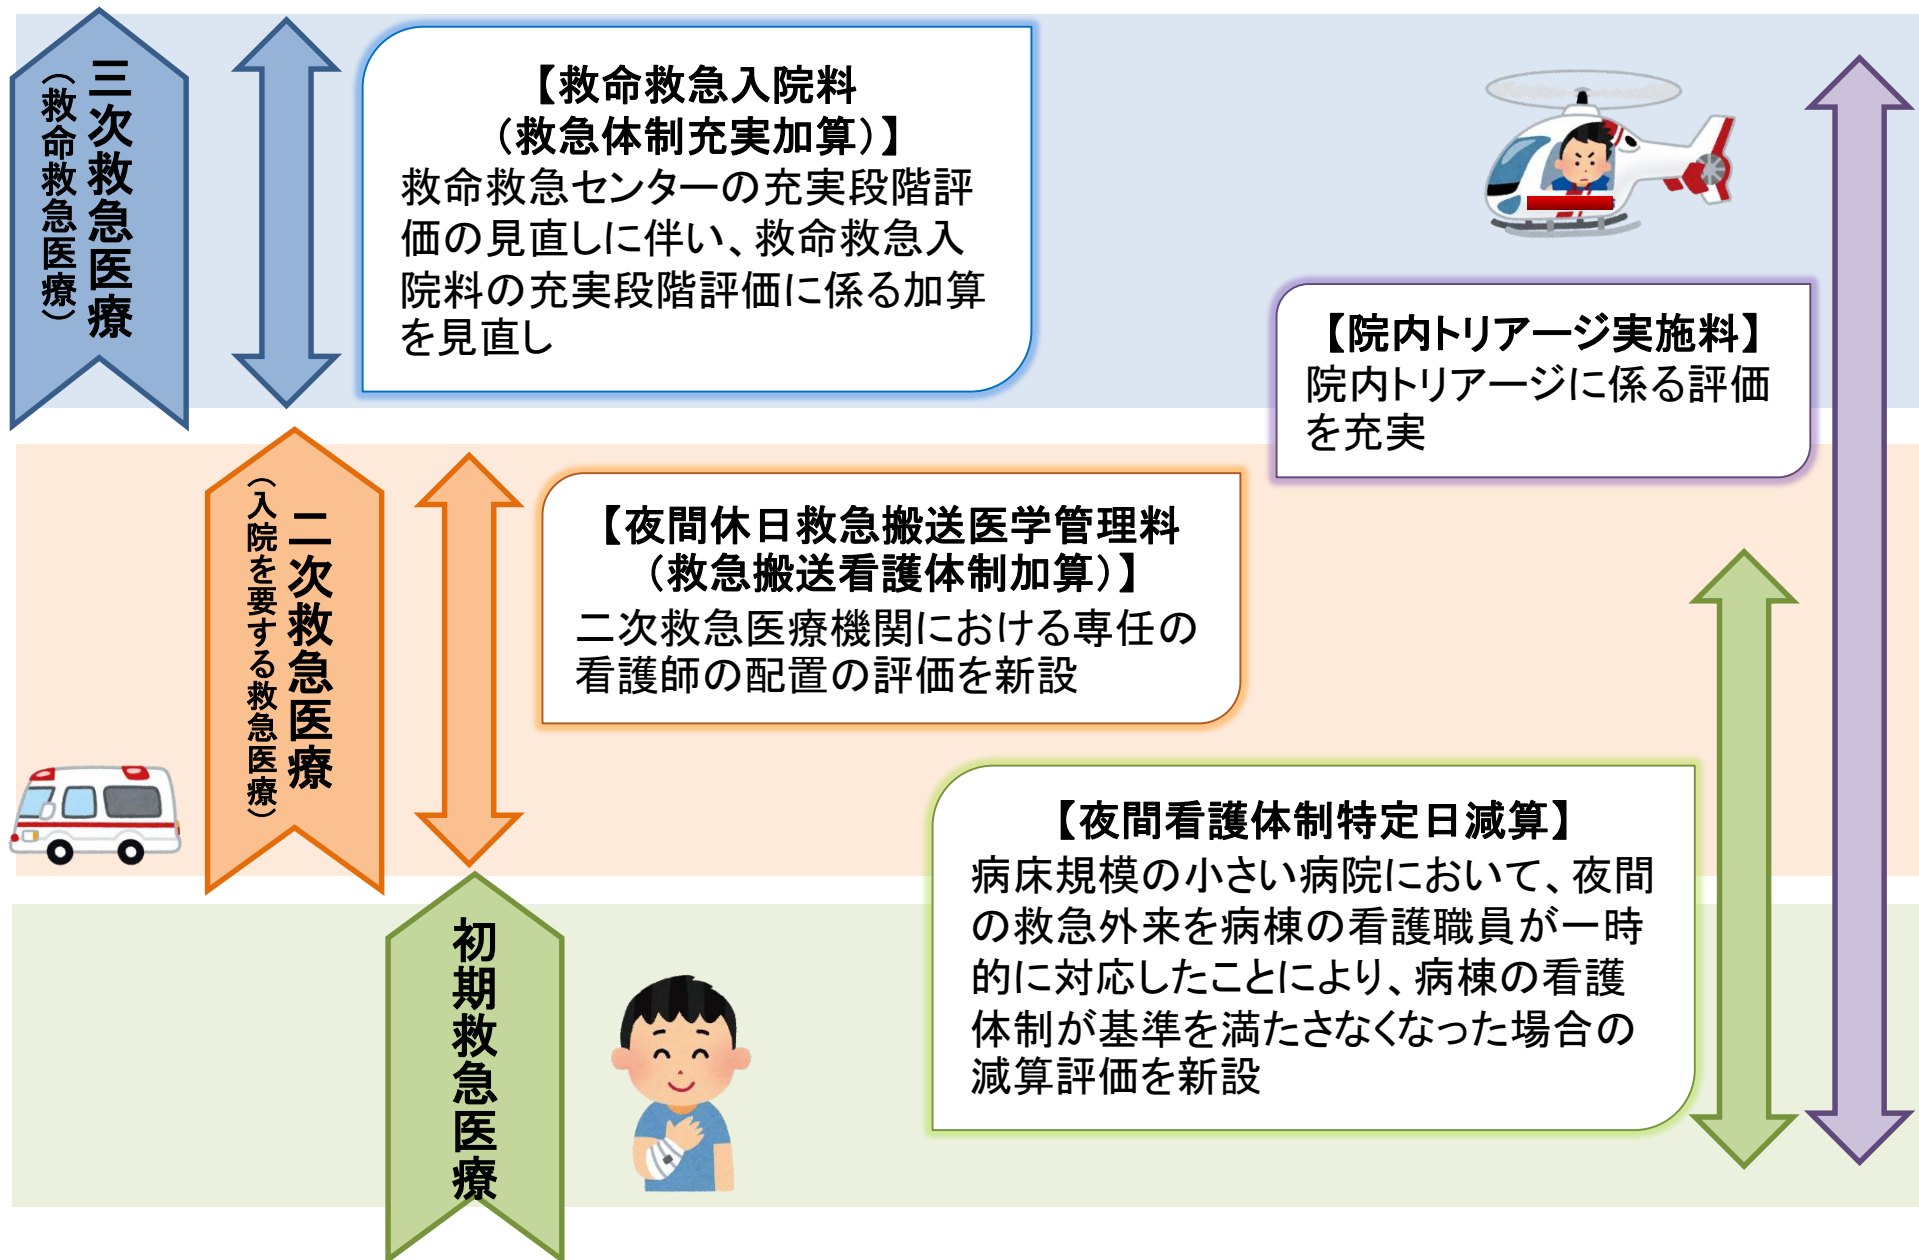 三次救急医療
（救命救急医療）
【救命救急入院料
（救急体制充実加算）】
救命救急センターの充実段階評
価の見直しに伴い、救命救急入
院料の充実段階評価に係る加算
を見直し
【院内トリアージ実施料】
院内トリアージに係る評価
を充実
二次救急医療
（入院を要する救急医療）
【夜間休日救急搬送医学管理料
（救急搬送看護体制加算）】
二次救急医療機関における専任の
看護師の配置の評価を新設
【夜間看護体制特定日減算】
病床規模の小さい病院において、夜間
の救急外来を病棟の看護職員が一時
的に対応したことにより、病棟の看護
体制が基準を満たさなくなった場合の
減算評価を新設
初期救急医療